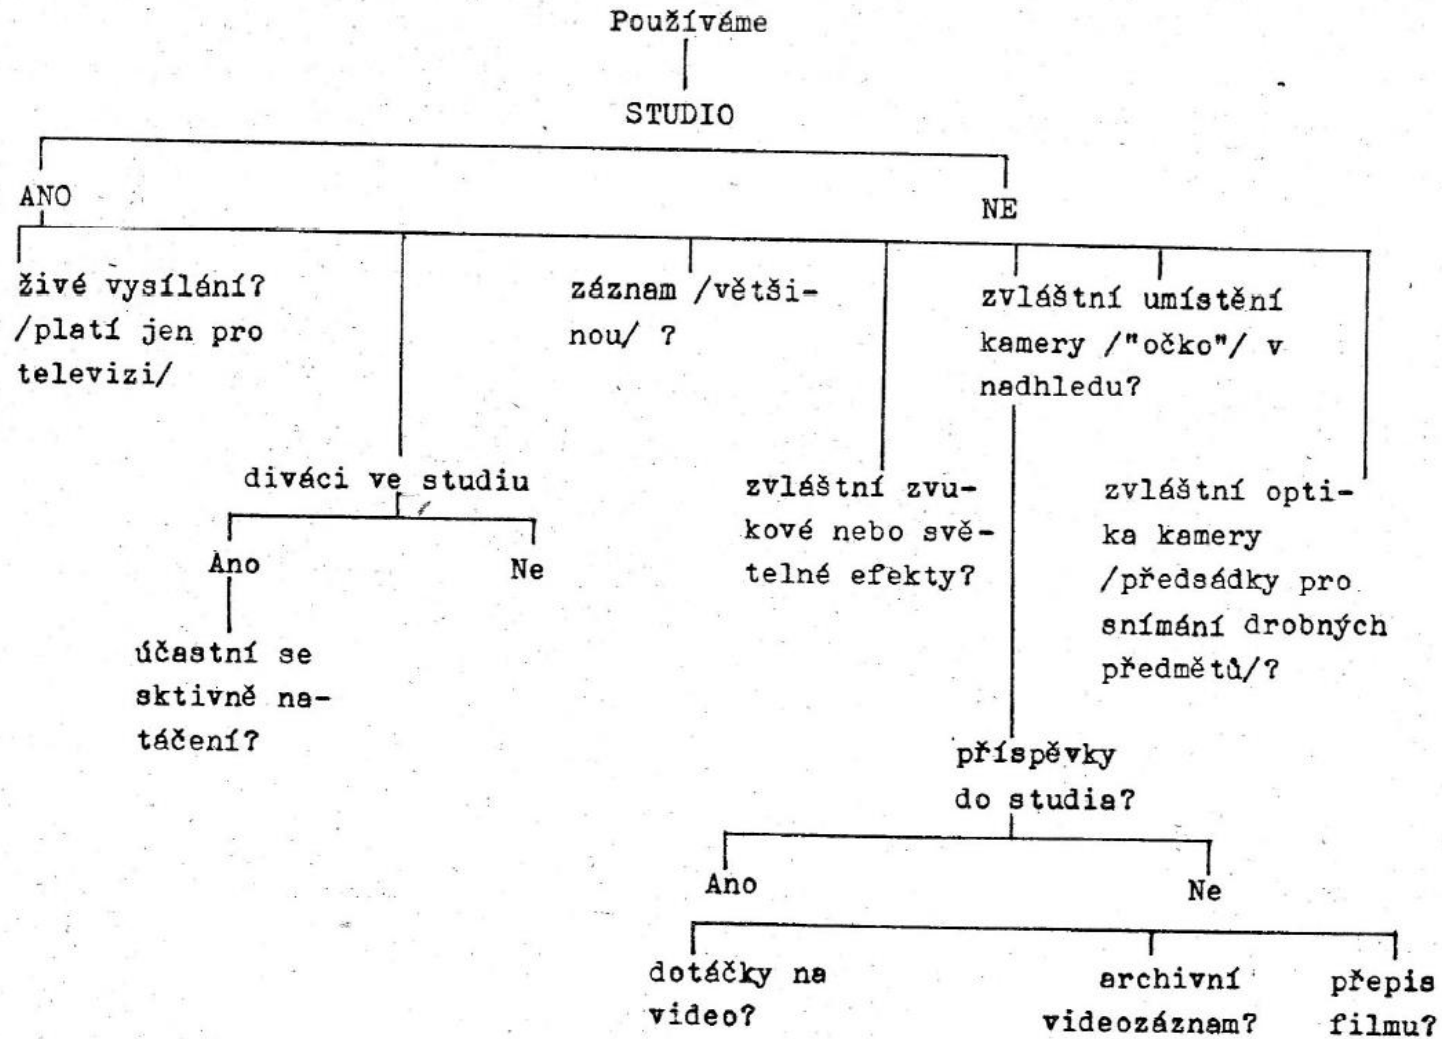 Používáme
STUDIO
ANO
NE
živé vysílání?
/platí jen pro
televizi/
záznam /větši-
nou/ ?
zvláštní umístění
kamery /"očko"/ v
nadhledu?
diváci ve studiu
Ano
Ne
účastní se
sktivně na-
táčení?
zvláštní zvu-
kové nebo svě-
telné efekty?
zvláštní opti-
ka kamery
/předsádky pro
snímání drobných
předmětů/?
příspěvky
do studia?
Ano
Ne
dotáčky na
video?
archivní
videozáznam?
přepis
filmu?